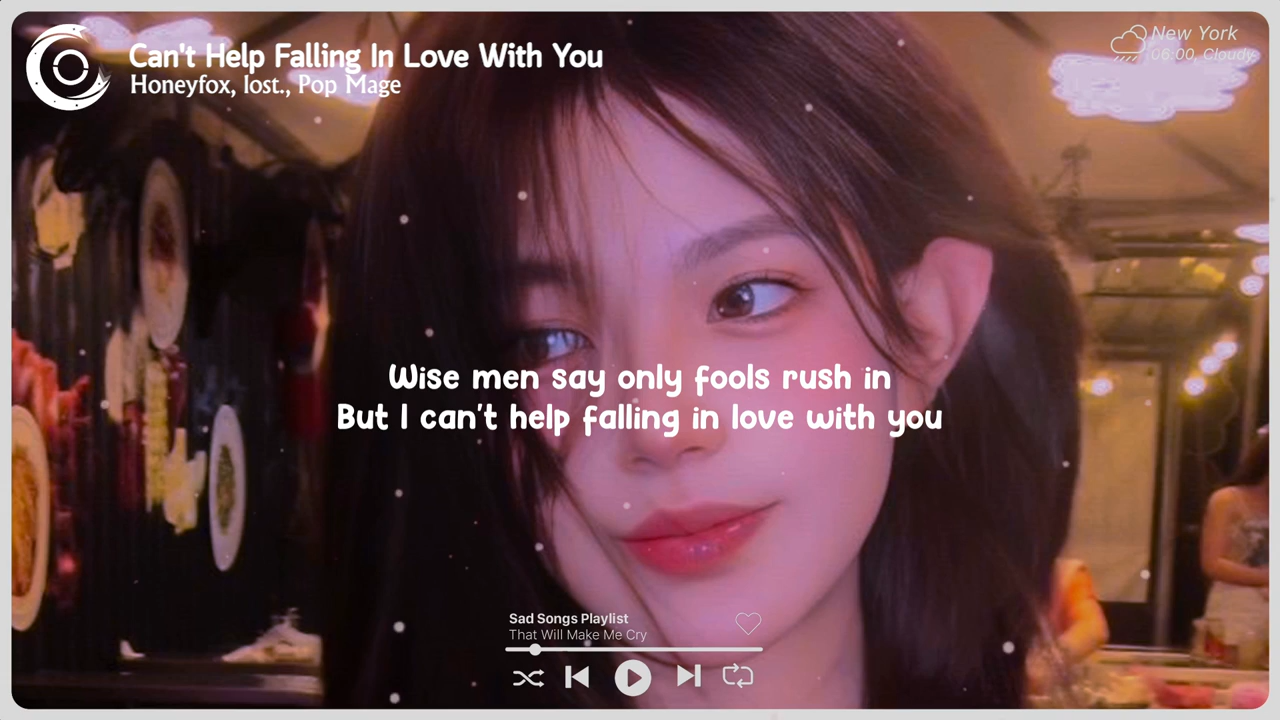 Can't Help Falling In Love With You
Honeyfox, lost., Pop Mage
New York
06:00, Cloudy
Wise men say only fools rush in
But I can't help falling in love with you
Sad Songs Playlist
That Will Make Me Cry